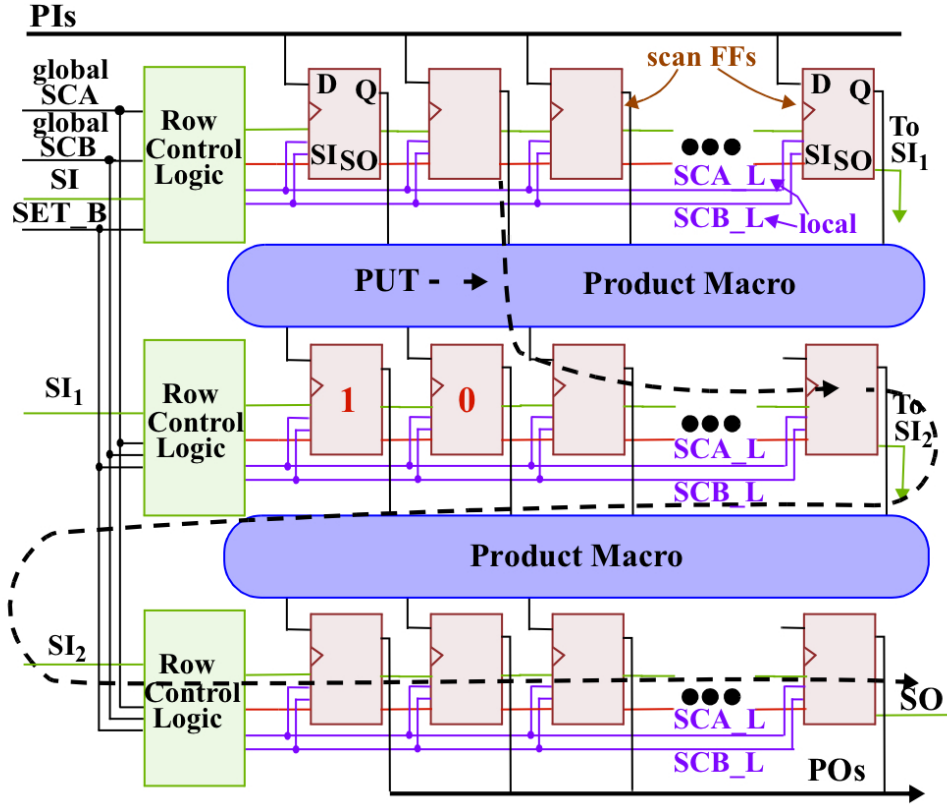 PIs
global
SCA
global
SCB
SI
SET_B
Row
Control
Logic
D
Q
SI SO
scan FFs
D
Q
SI SO
To
SI1
SCA_L
SCB_L
local
PUT -
Product Macro
SI1
Row
Control
Logic
1
0
To
SI2
SCA_L
SCB_L
Product Macro
SI2
Row
Control
Logic
SCA_L
SCB_L
SO
POs